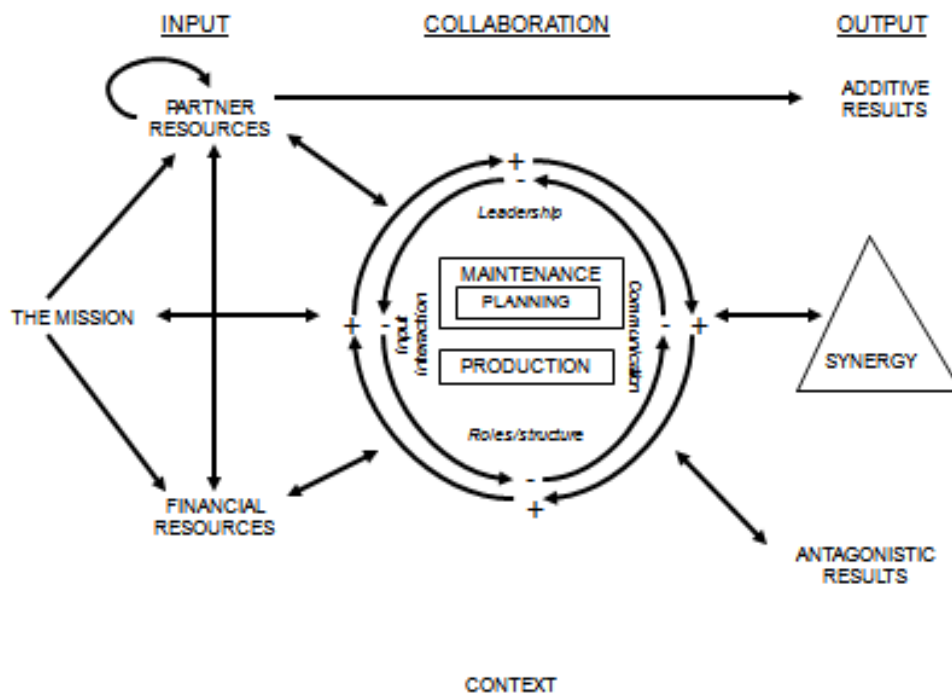 INPUT
COLLABORATION
OUTPUT
PARTNER
RESOURCES
ADDITIVE
RESULTS
+
-
Leadership
MAINTENANCE
PLANNING
THE MISSION
+
-
Input
interaction
Communication
-
+
SYNERGY
PRODUCTION
Roles/structure
-
+
FINANCIAL
RESOURCES
ANTAGONISTIC
RESULTS
CONTEXT